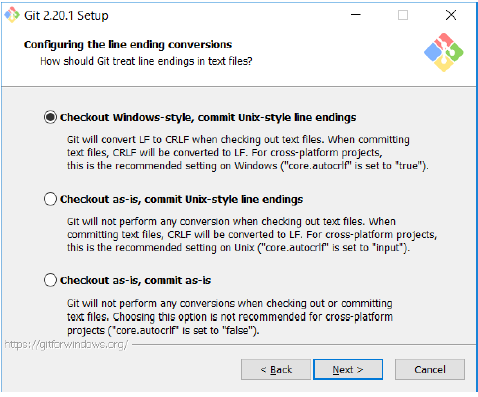 Git 2.20.1 Setup
Configuring the line ending conversions
How should Git treat line endings in text files?
Checkout Windows-style, commit Unix-style line endings
Git will convert LF to CRLF when checking out text files. When committing
text files, CRLF will be converted to LF. For cross-platform projects,
this is the recommended setting on Windows ("core.autocrlf" is set to "true").
Checkout as-is, commit Unix-style line endings
Git will not perform any conversion when checking out text files. When
committing text files, CRLF will be converted to LF. For cross-platform projects,
this is the recommended setting on Unix ("core.autocrlf" is set to "input").
Checkout as-is, commit as-is
Git will not perform any conversions when checking out or committing
text files. Choosing this option is not recommended for cross-platform
projects ("core.autocrlf" is set to "false").
https://gitforwindows.org/
< Back Next > Cancel